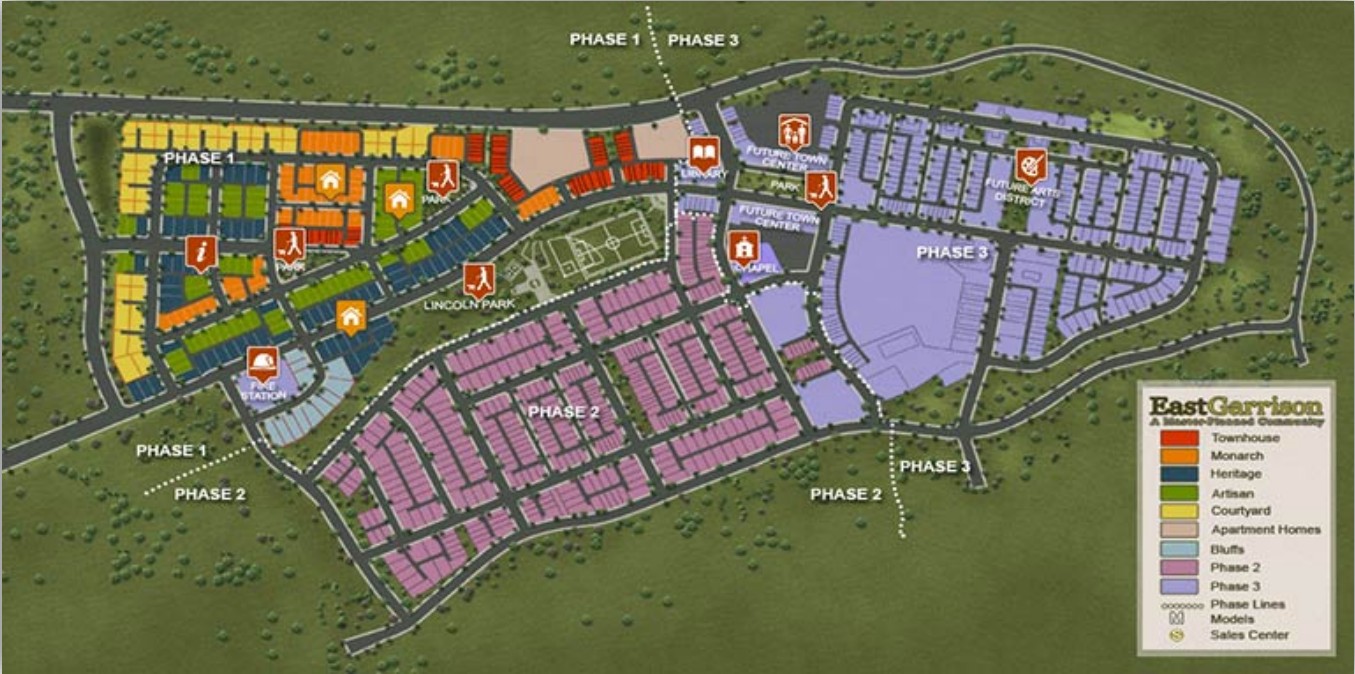 PHASE 1
PHASE 3
PHASE 1
FUTURE TOWN
CENTER
LIBRARY
PARK
PARK
FUTURE ARTS
DISTRICT
FUTURE TOWN
CENTER
PHASE 3
PARK
CHAPEL
LINCOLN PARK
FIRE
STATION
PHASE 2
PHASE 1
PHASE 2
PHASE 3
PHASE 2
EastGarrison
A Master-Planned Community
Townhouse
Monarch
Heritage
Artisan
Courtyard
Apartment Homes
Bluffs
Phase 2
Phase 3
Phase Lines
M Models
S Sales Center